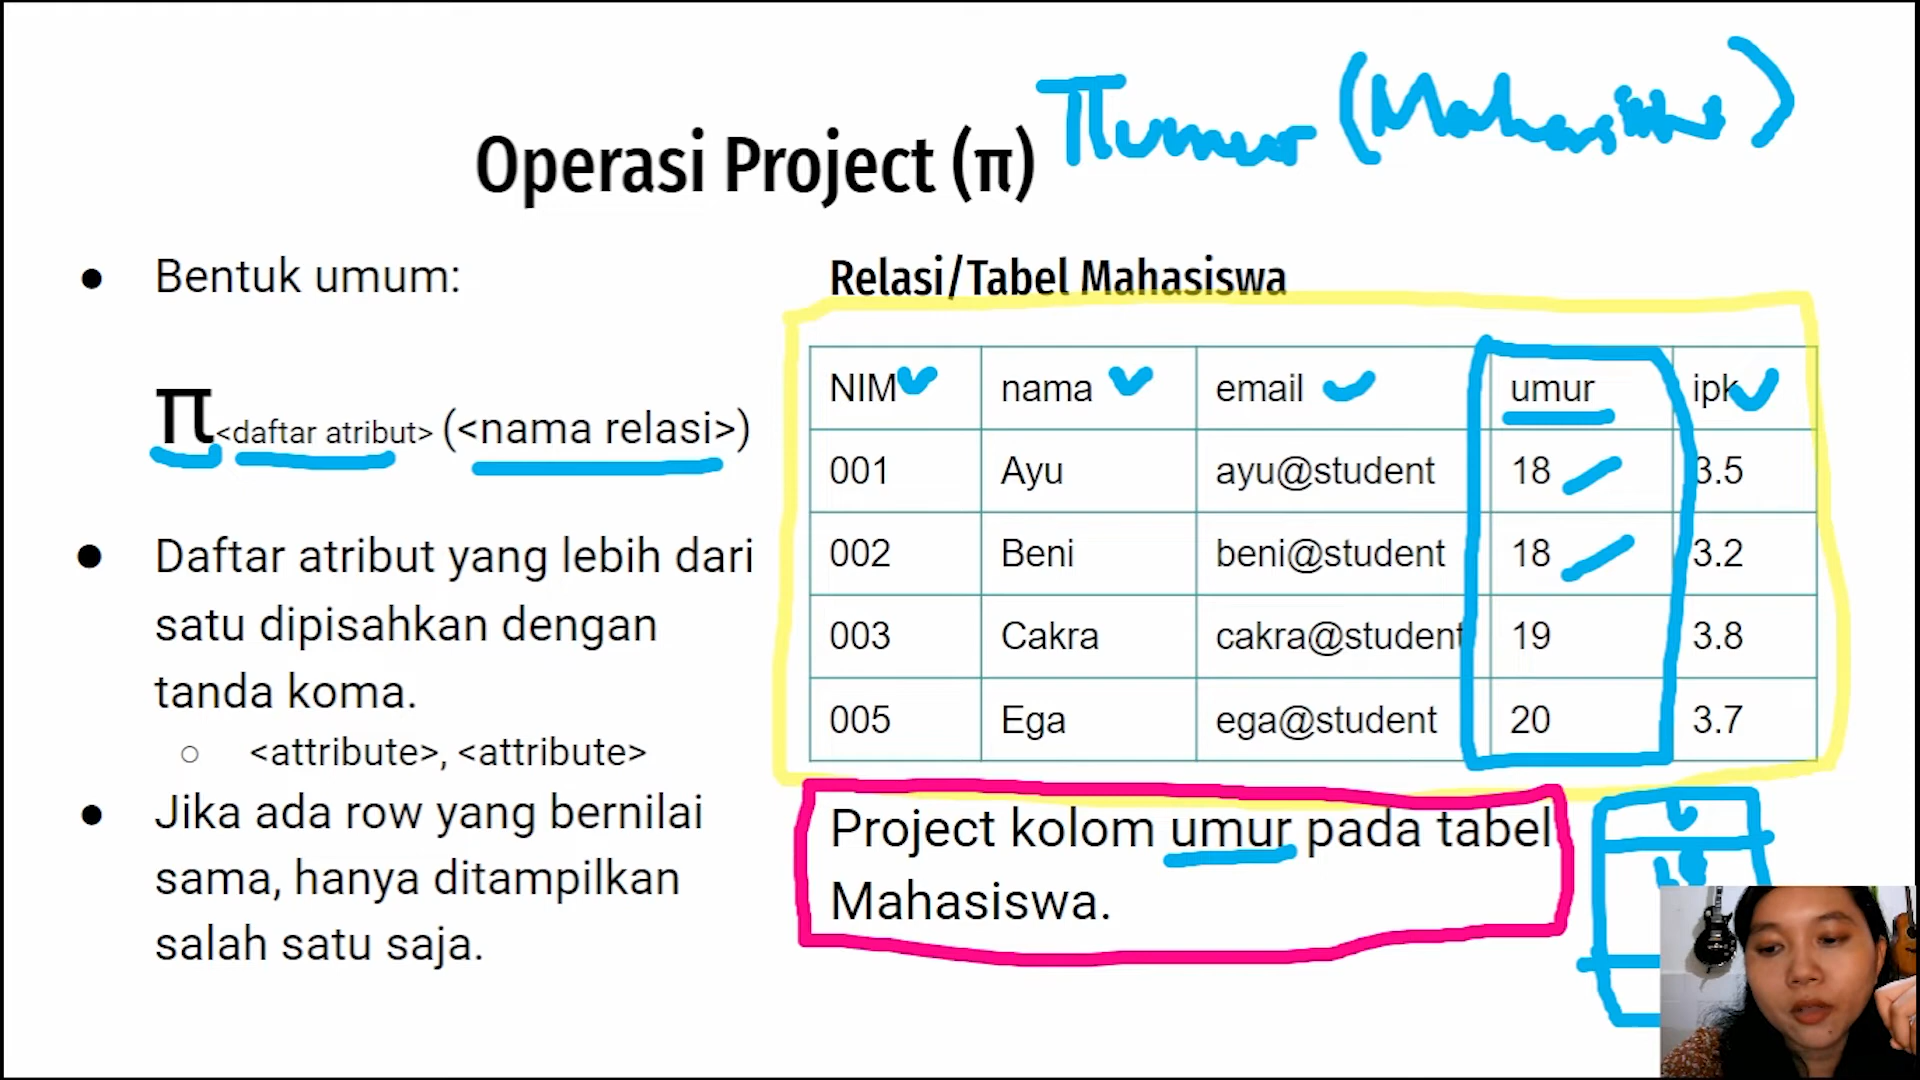 Operasi Project (π)
πumur (Mahasiswa)
● Bentuk umum:
π<daftar atribut> (<nama relasi>)
● Daftar atribut yang lebih dari
satu dipisahkan dengan
tanda koma.
○ <attribute>, <attribute>
● Jika ada row yang bernilai
sama, hanya ditampilkan
salah satu saja.
Relasi/Tabel Mahasiswa
NIM nama email umur ipk
001 Ayu ayu@student 18 3.5
002 Beni beni@student 18 3.2
003 Cakra cakra@student 19 3.8
005 Ega ega@student 20 3.7
Project kolom umur pada tabel
Mahasiswa.